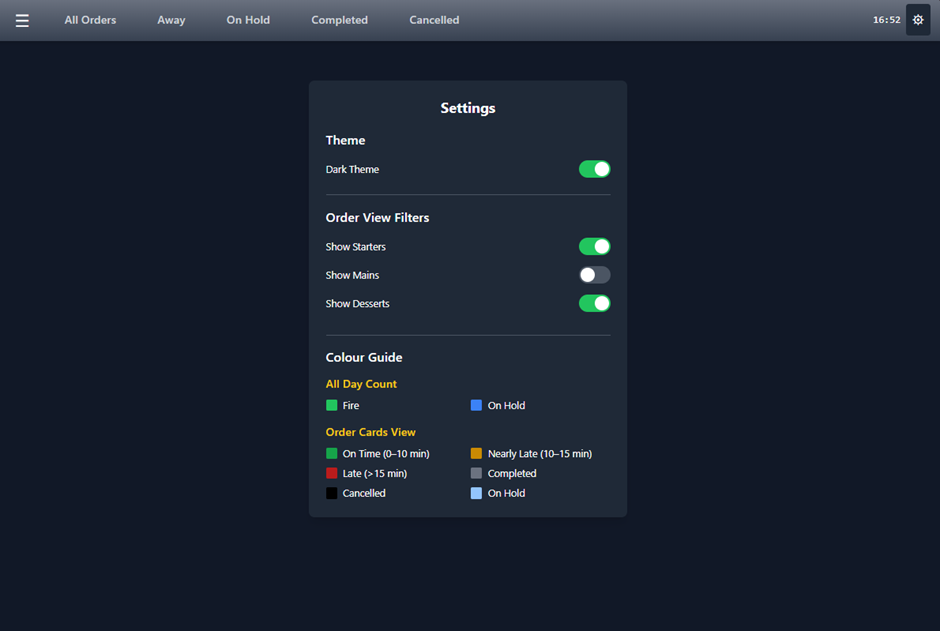 All Orders Away On Hold Completed Cancelled 16:52
Settings
Theme
Dark Theme
Order View Filters
Show Starters
Show Mains
Show Desserts
Colour Guide
All Day Count
Fire On Hold
Order Cards View
On Time (0–10 min) Nearly Late (10–15 min)
Late (>15 min) Completed
Cancelled On Hold